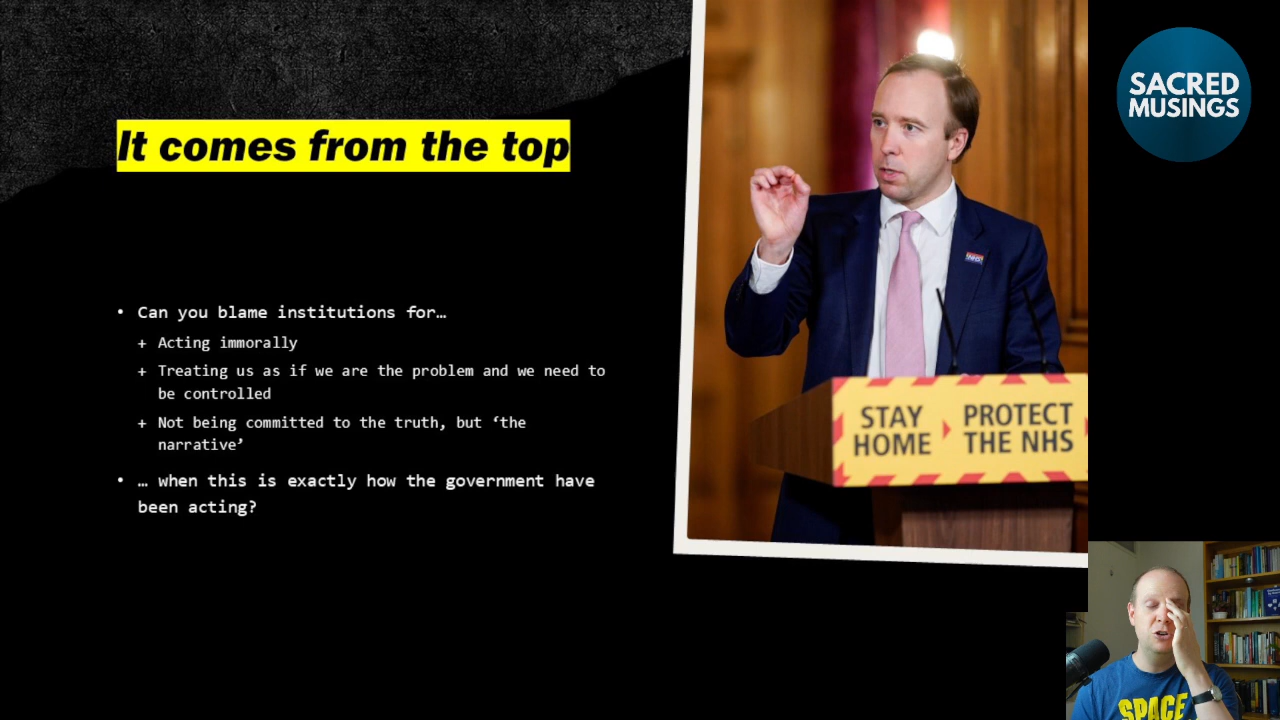 It comes from the top
• Can you blame institutions for…
+ Acting immorally
+ Treating us as if we are the problem and we need to
be controlled
+ Not being committed to the truth, but ‘the
narrative’
• … when this is exactly how the government have
been acting?
NHS
STAY
HOME
PROTECT
THE NHS
SACRED
MUSINGS
SPACE